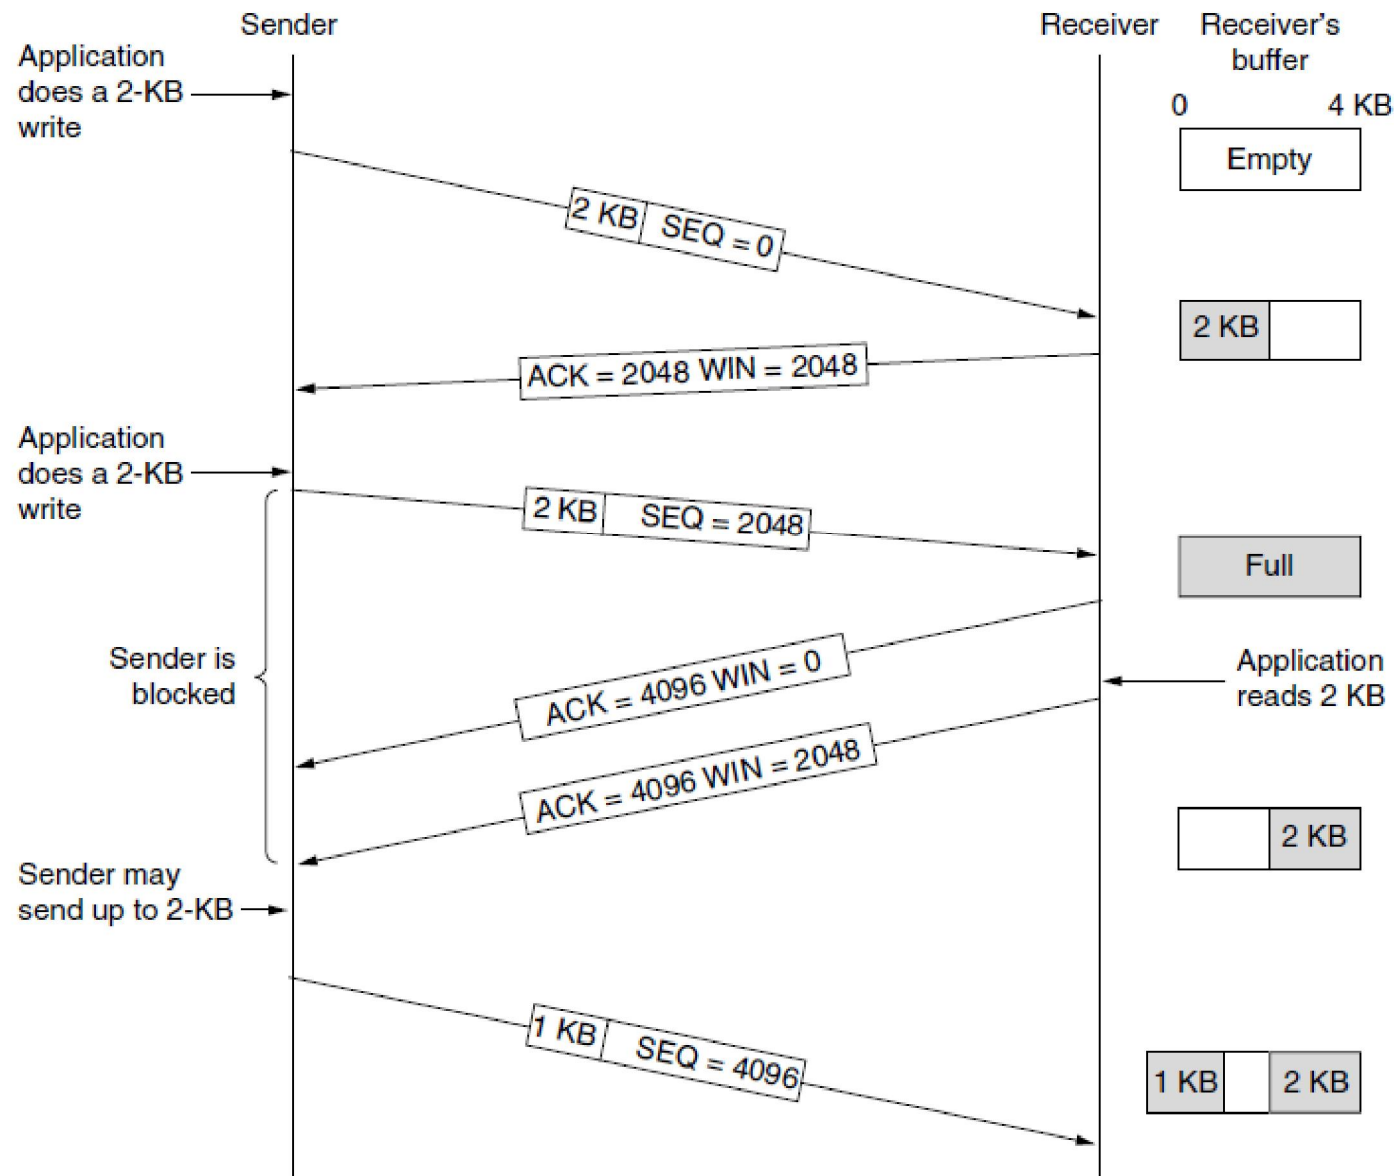 Sender
Receiver
Receiver's
buffer
Application
does a 2-KB
write
0
4 KB
Empty
2 KB
SEQ = 0
2 KB
ACK = 2048 WIN = 2048
Application
does a 2-KB
write
2 KB
SEQ = 2048
Full
Sender is
blocked
ACK = 4096 WIN = 0
Application
reads 2 KB
ACK = 4096 WIN = 2048
2 KB
Sender may
send up to 2-KB
1 KB
SEQ = 4096
1 KB
2 KB